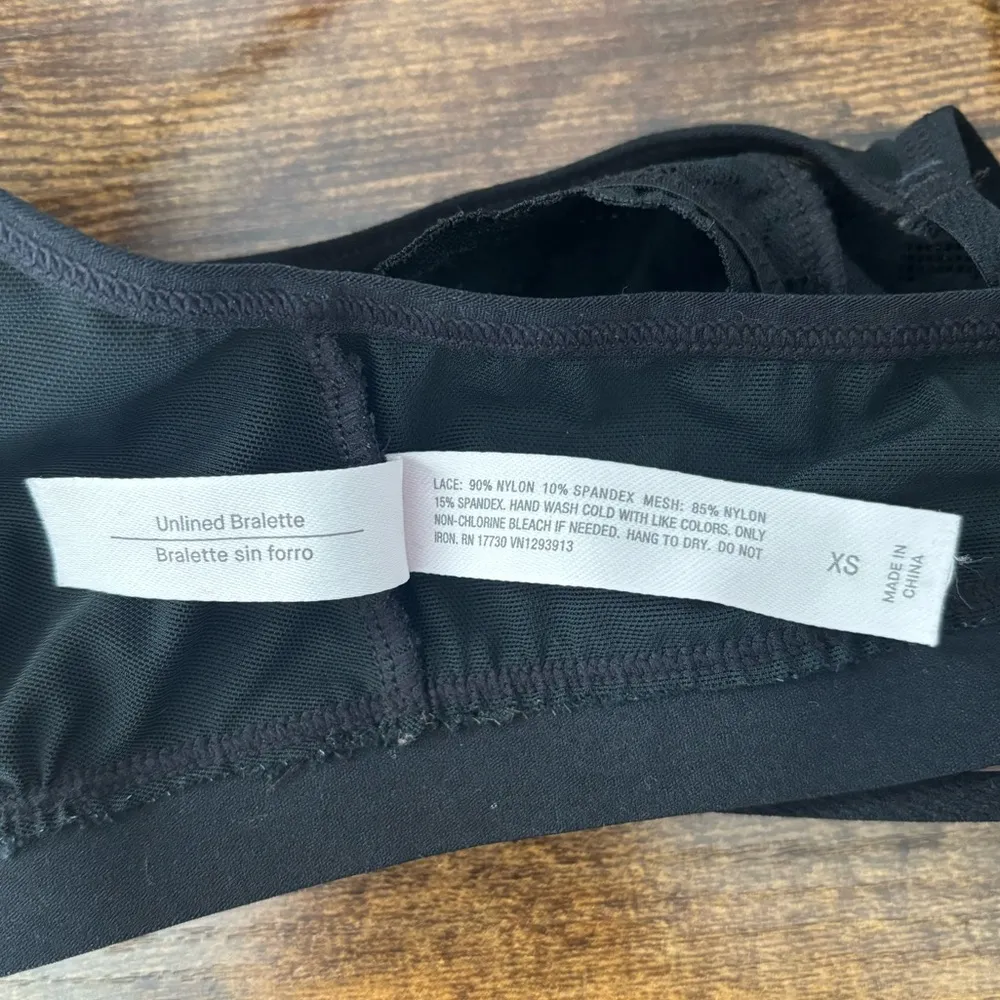 Unlined Bralette
Bralette sin forro
LACE: 90% NYLON 10% SPANDEX MESH: 85% NYLON
15% SPANDEX. HAND WASH COLD WITH LIKE COLORS. ONLY
NON-CHLORINE BLEACH IF NEEDED. HANG TO DRY. DO NOT
IRON. RN 17730 VN1293913
XS
MADE IN
CHINA